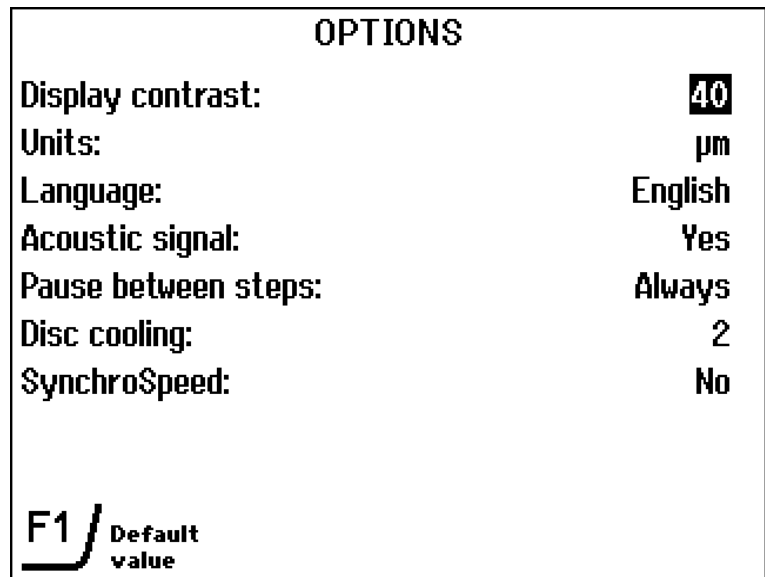 OPTIONS
Display contrast: 40
Units: µm
Language: English
Acoustic signal: Yes
Pause between steps: Always
Disc cooling: 2
SynchroSpeed: No
F1 Default
value